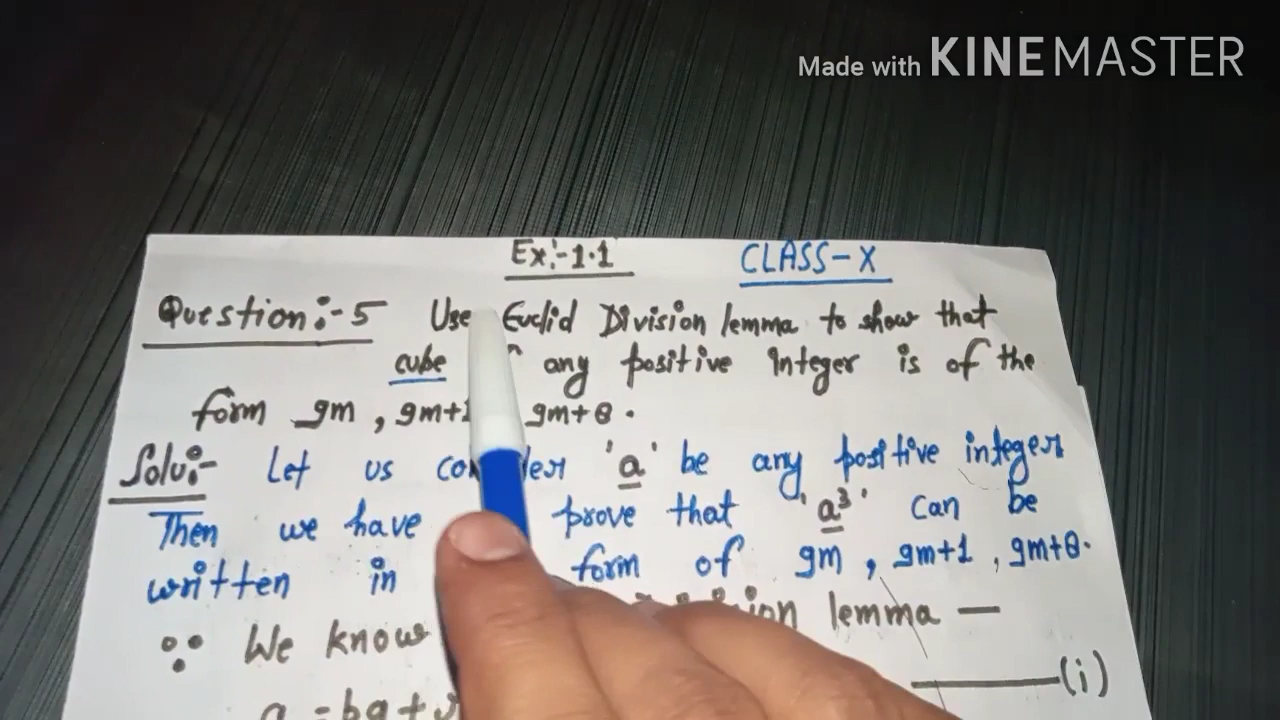 Made with KINEMASTER
Ex:-1.1 CLASS-X
Question:-5 Use Euclid Division lemma to show that
cube any positive integer is of the
form 9m, 9m+1 9m+8.
Solu:- Let us 'a' be any positive integer
Then we have prove that 'a³' can be
written in form of 9m, 9m+1, 9m+8.
∵ We know lemma —
(i)
a = bq +